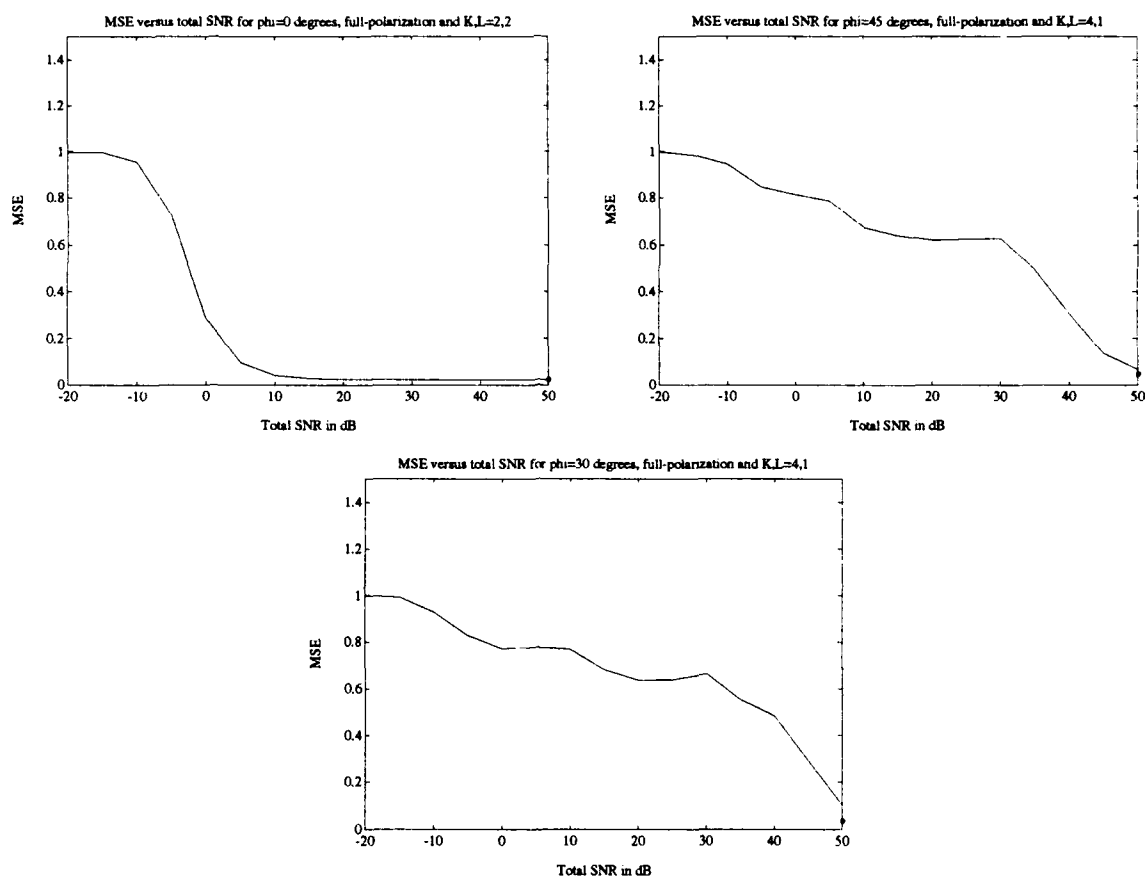 MSE versus total SNR for phi=0 degrees, full-polarization and K,L=2,2
1.4
1.2
1
0.8
0.6
0.4
0.2
0
MSE
-20 -10 0 10 20 30 40 50
Total SNR in dB
MSE versus total SNR for phi=45 degrees, full-polarization and K,L=4,1
1.4
1.2
1
0.8
0.6
0.4
0.2
0
MSE
-20 -10 0 10 20 30 40 50
Total SNR in dB
MSE versus total SNR for phi=30 degrees, full-polarization and K,L=4,1
1.4
1.2
1
0.8
0.6
0.4
0.2
0
MSE
-20 -10 0 10 20 30 40 50
Total SNR in dB